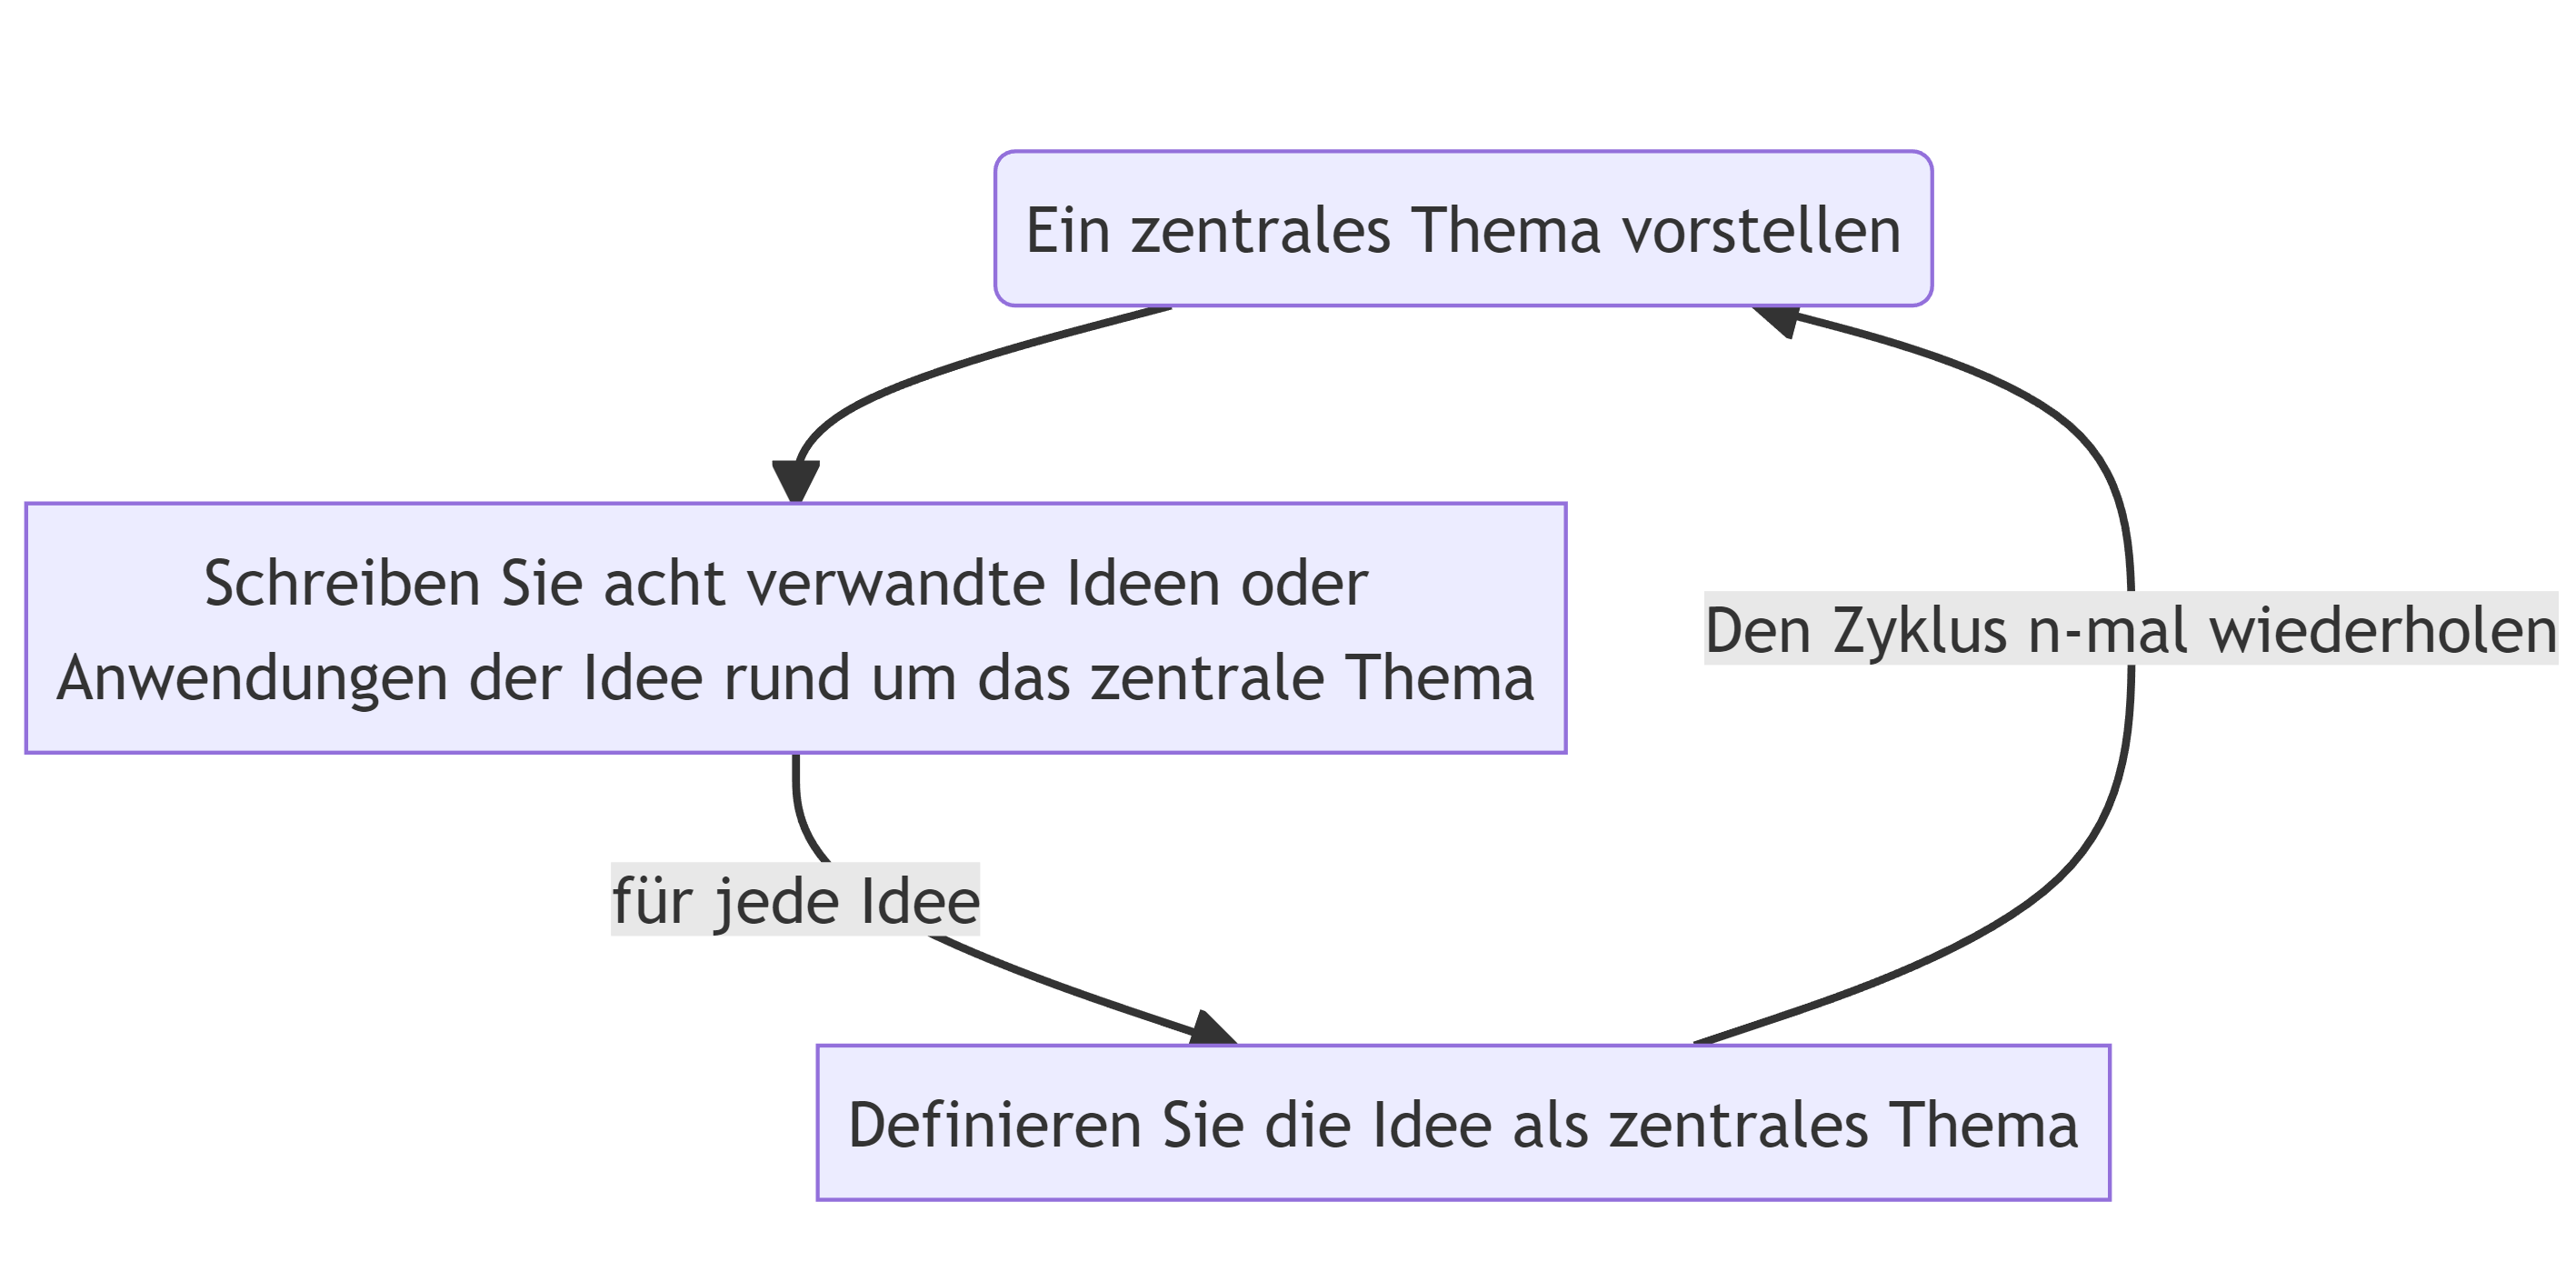 Ein zentrales Thema vorstellen
Schreiben Sie acht verwandte Ideen oder
Anwendungen der Idee rund um das zentrale Thema
Den Zyklus n-mal wiederholen
für jede Idee
Definieren Sie die Idee als zentrales Thema